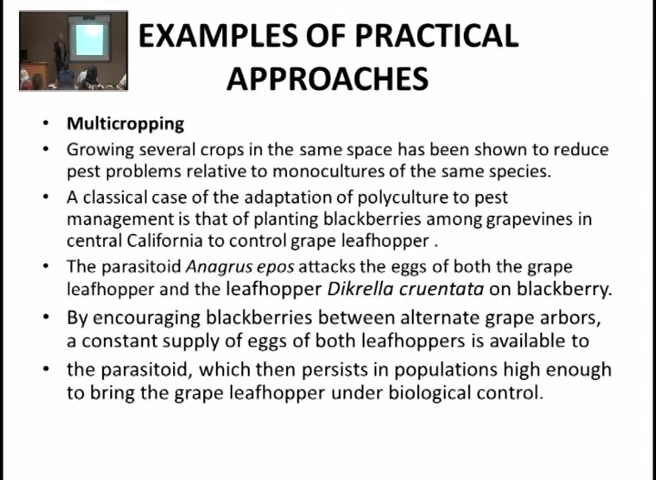 EXAMPLES OF PRACTICAL
APPROACHES
• Multicropping
• Growing several crops in the same space has been shown to reduce
pest problems relative to monocultures of the same species.
• A classical case of the adaptation of polyculture to pest
management is that of planting blackberries among grapevines in
central California to control grape leafhopper .
• The parasitoid Anagrus epos attacks the eggs of both the grape
leafhopper and the leafhopper Dikrella cruentata on blackberry.
• By encouraging blackberries between alternate grape arbors,
a constant supply of eggs of both leafhoppers is available to
• the parasitoid, which then persists in populations high enough
to bring the grape leafhopper under biological control.